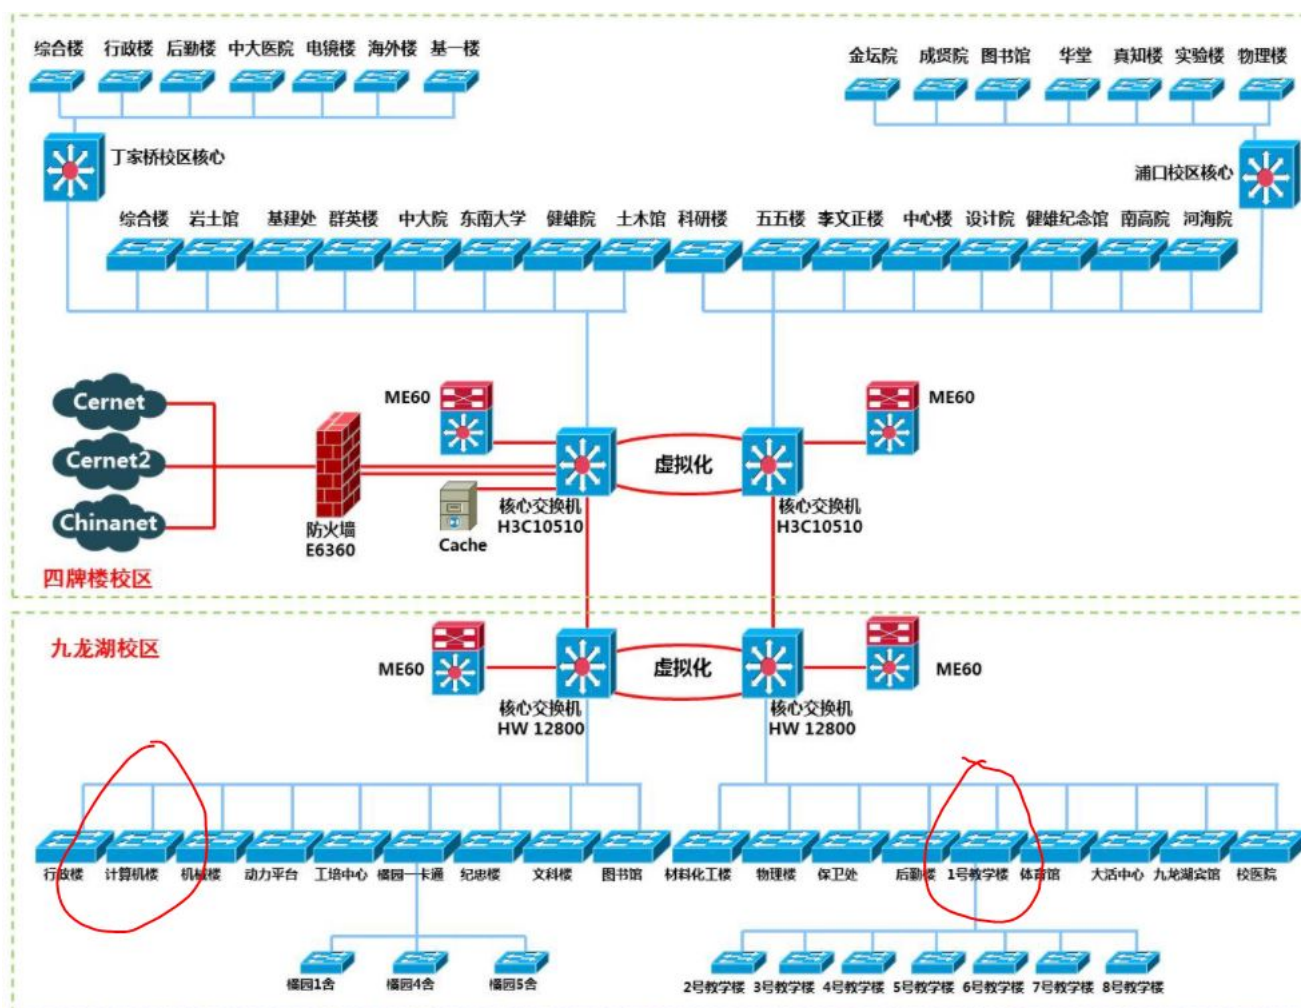 综合楼 行政楼 后勤楼 中大医院 电镜楼 海外楼 基一楼
金坛院 成贤院 图书馆 华堂 真知楼 实验楼 物理楼
丁家桥校区核心
浦口校区核心
综合楼 岩土馆 基建处 群英楼 中大院 东南大学 健雄院 土木馆 科研楼 五五楼 李文正楼 中心楼 设计院 健雄纪念馆 南高院 河海院
Cernet
Cernet2
Chinanet
防火墙
E6360
ME60
ME60
虚拟化
Cache
核心交换机
H3C10510
核心交换机
H3C10510
四牌楼校区
九龙湖校区
ME60
ME60
虚拟化
核心交换机
HW 12800
核心交换机
HW 12800
行政楼 计算机楼 机械楼 动力平台 工培中心 橘园一卡通 纪忠楼 文科楼 图书馆 材料化工楼 物理楼 保卫处 后勤楼 1号教学楼 体育馆 大活中心 九龙湖宾馆 校医院
橘园1舍 橘园4舍 橘园5舍
2号教学楼 3号教学楼 4号教学楼 5号教学楼 6号教学楼 7号教学楼 8号教学楼